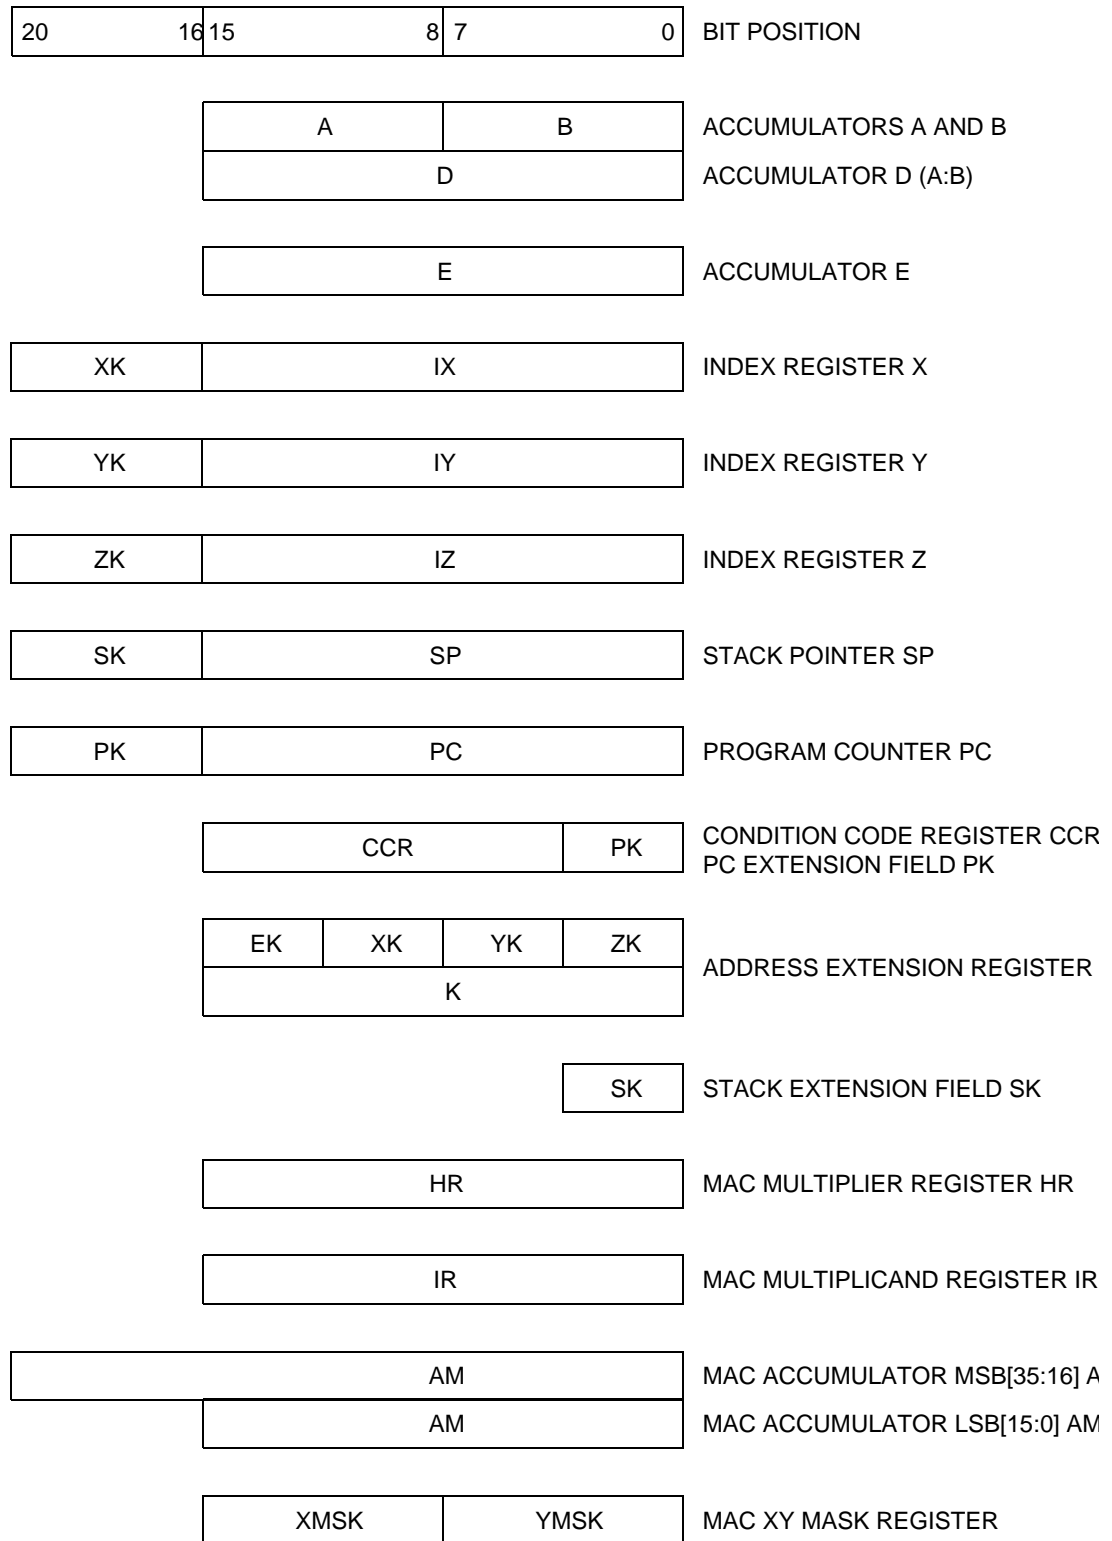 20 16 15 8 7 0 BIT POSITION
A B ACCUMULATORS A AND B
D ACCUMULATOR D (A:B)
E ACCUMULATOR E
XK IX INDEX REGISTER X
YK IY INDEX REGISTER Y
ZK IZ INDEX REGISTER Z
SK SP STACK POINTER SP
PK PC PROGRAM COUNTER PC
CCR PK CONDITION CODE REGISTER CCR
PC EXTENSION FIELD PK
EK XK YK ZK
ADDRESS EXTENSION REGISTER
K
SK STACK EXTENSION FIELD SK
HR MAC MULTIPLIER REGISTER HR
IR MAC MULTIPLICAND REGISTER IR
AM MAC ACCUMULATOR MSB[35:16] A
AM MAC ACCUMULATOR LSB[15:0] AM
XMSK YMSK MAC XY MASK REGISTER